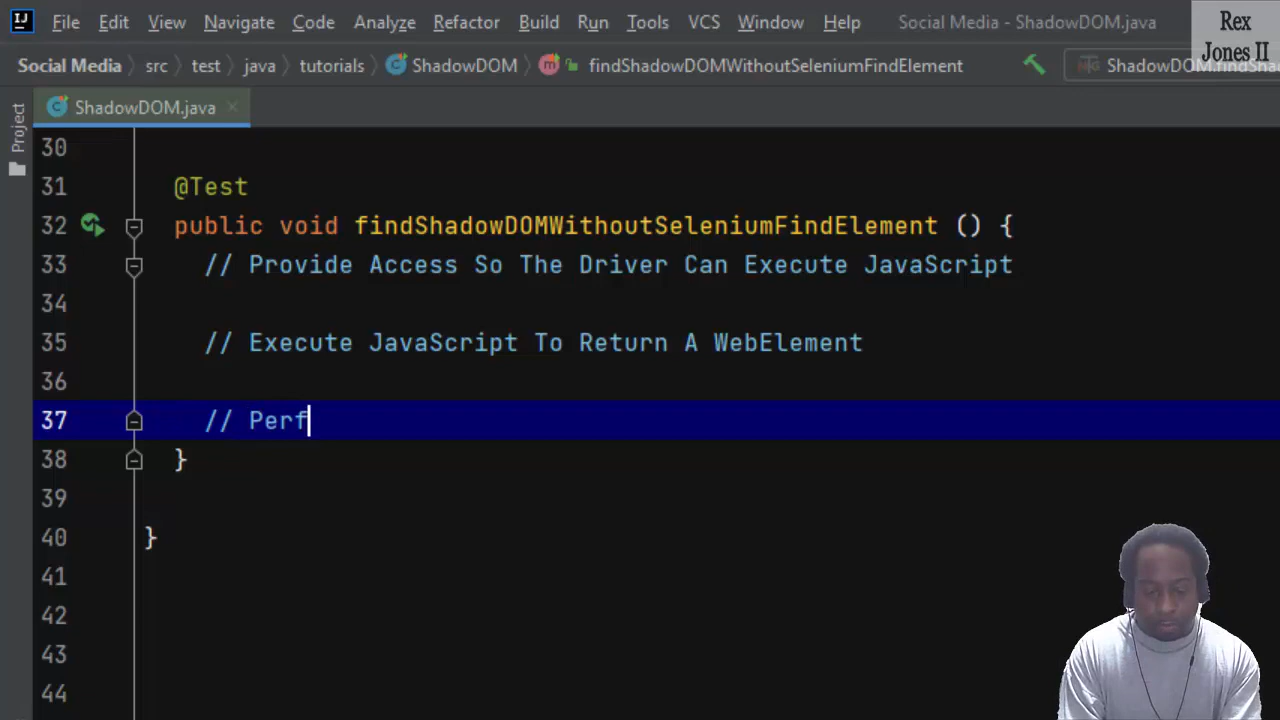 IJ File Edit View Navigate Code Analyze Refactor Build Run Tools VCS Window Help Social Media - ShadowDOM.java
Rex
Jones II
Social Media src test java tutorials ShadowDOM m findShadowDOMWithoutSeleniumFindElement ShadowDOM.findSha
Project
ShadowDOM.java
30
31 @Test
32 public void findShadowDOMWithoutSeleniumFindElement () {
33 // Provide Access So The Driver Can Execute JavaScript
34
35 // Execute JavaScript To Return A WebElement
36
37 // Perf
38 }
39
40 }
41
42
43
44